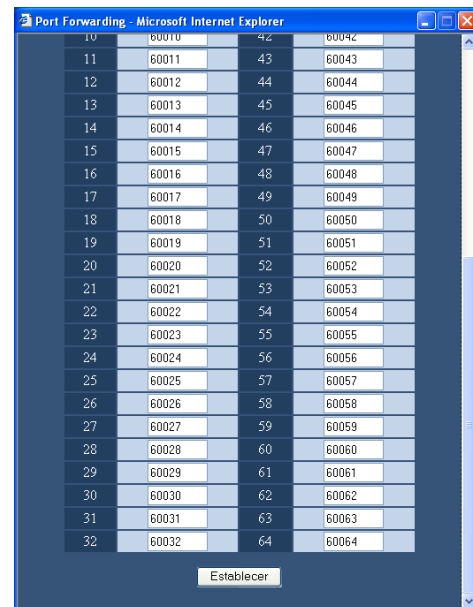 Port Forwarding - Microsoft Internet Explorer
10 60010 42 60042
11 60011 43 60043
12 60012 44 60044
13 60013 45 60045
14 60014 46 60046
15 60015 47 60047
16 60016 48 60048
17 60017 49 60049
18 60018 50 60050
19 60019 51 60051
20 60020 52 60052
21 60021 53 60053
22 60022 54 60054
23 60023 55 60055
24 60024 56 60056
25 60025 57 60057
26 60026 58 60058
27 60027 59 60059
28 60028 60 60060
29 60029 61 60061
30 60030 62 60062
31 60031 63 60063
32 60032 64 60064
Establecer